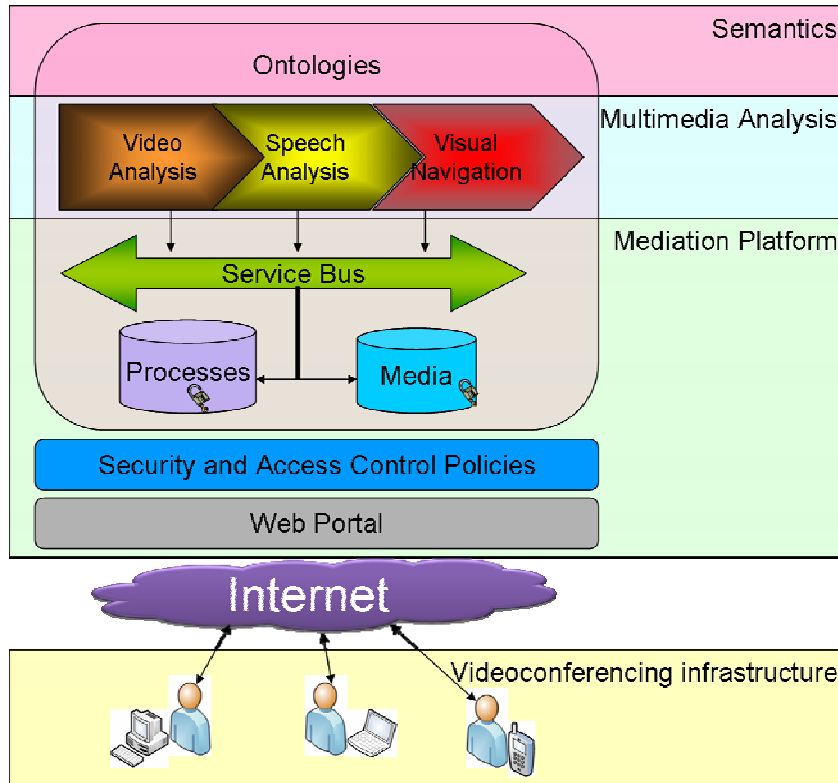 Semantics
Ontologies
Multimedia Analysis
Video
Analysis
Speech
Analysis
Visual
Navigation
Mediation Platform
Service Bus
Processes
Media
Security and Access Control Policies
Web Portal
Internet
Videoconferencing infrastructure